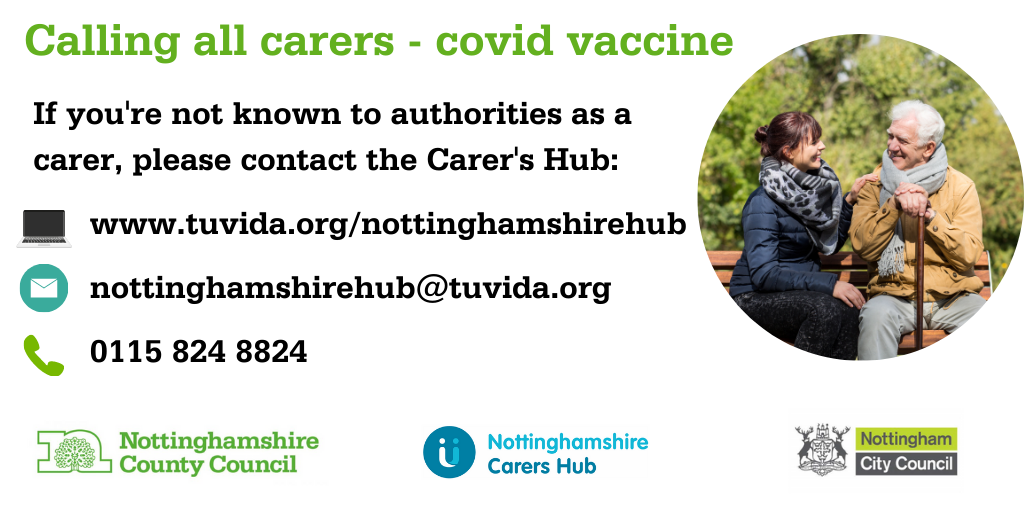 Calling all carers - covid vaccine
If you're not known to authorities as a
carer, please contact the Carer's Hub:
www.tuvida.org/nottinghamshirehub
nottinghamshirehub@tuvida.org
0115 824 8824
Nottinghamshire
County Council
Nottinghamshire
Carers Hub
Nottingham
City Council